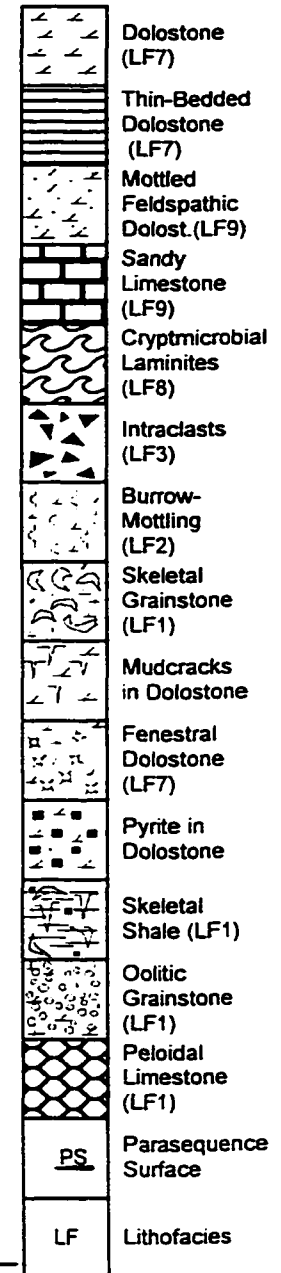 Dolostone
(LF7)
Thin-Bedded
Dolostone
(LF7)
Mottled
Feldspathic
Dolost.(LF9)
Sandy
Limestone
(LF9)
Cryptmicrobial
Laminites
(LF8)
Intraclasts
(LF3)
Burrow-
Mottling
(LF2)
Skeletal
Grainstone
(LF1)
Mudcracks
in Dolostone
Fenestral
Dolostone
(LF7)
Pyrite in
Dolostone
Skeletal
Shale (LF1)
Oolitic
Grainstone
(LF1)
Peloidal
Limestone
(LF1)
PS Parasequence
Surface
LF Lithofacies